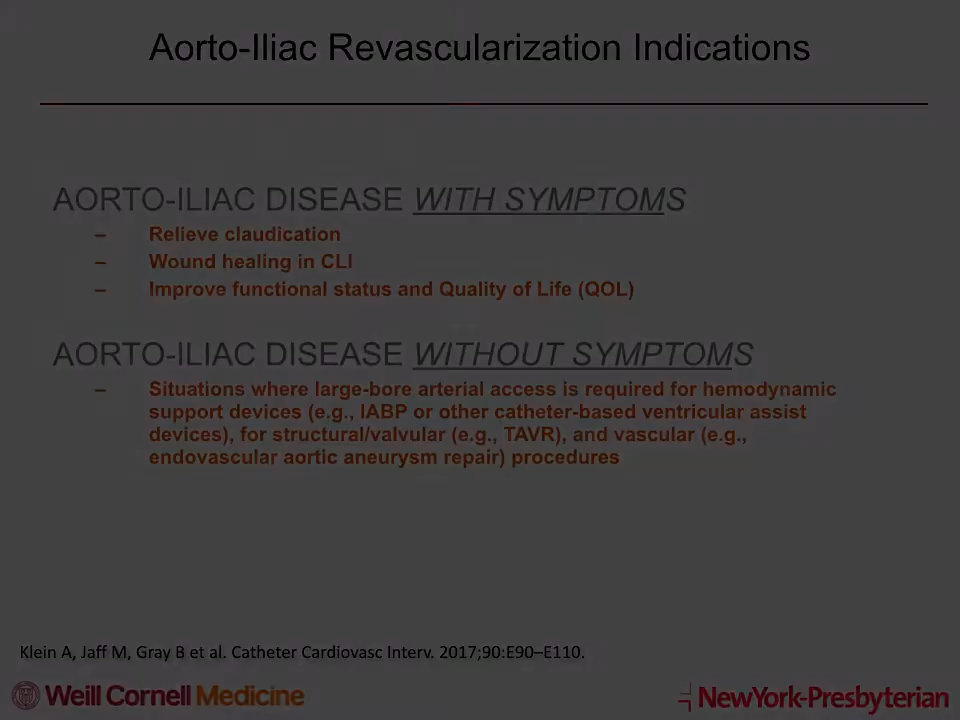 Aorto-Iliac Revascularization Indications
AORTO-ILIAC DISEASE WITH SYMPTOMS
– Relieve claudication
– Wound healing in CLI
– Improve functional status and Quality of Life (QOL)
AORTO-ILIAC DISEASE WITHOUT SYMPTOMS
– Situations where large-bore arterial access is required for hemodynamic
support devices (e.g., IABP or other catheter-based ventricular assist
devices), for structural/valvular (e.g., TAVR), and vascular (e.g.,
endovascular aortic aneurysm repair) procedures
Klein A, Jaff M, Gray B et al. Catheter Cardiovasc Interv. 2017;90:E90–E110.
Weill Cornell Medicine
NewYork-Presbyterian